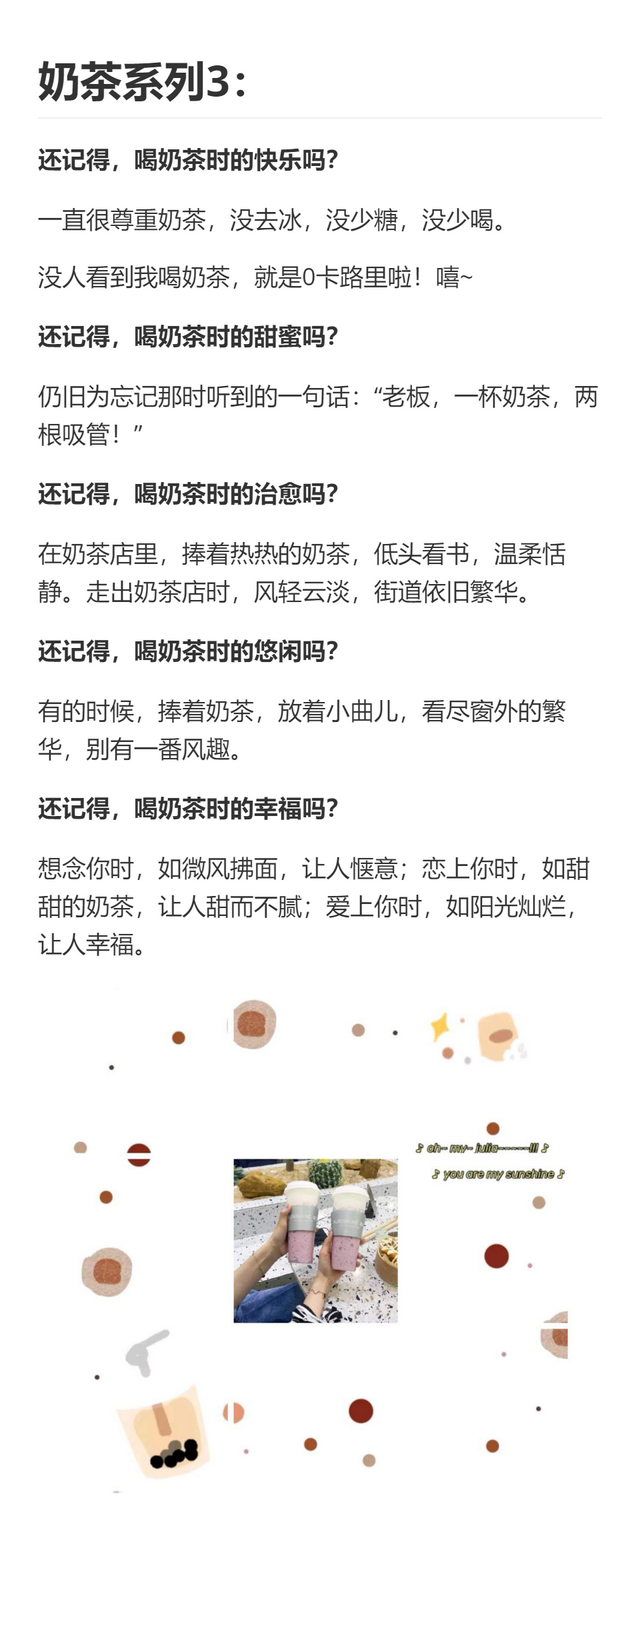 奶茶系列3：
还记得，喝奶茶时的快乐吗？
一直很尊重奶茶，没去冰，没少糖，没少喝。
没人看到我喝奶茶，就是0卡路里啦！嘻~
还记得，喝奶茶时的甜蜜吗？
仍旧为忘记那时听到的一句话：“老板，一杯奶茶，两
根吸管！”
还记得，喝奶茶时的治愈吗？
在奶茶店里，捧着热热的奶茶，低头看书，温柔恬
静。走出奶茶店时，风轻云淡，街道依旧繁华。
还记得，喝奶茶时的悠闲吗？
有的时候，捧着奶茶，放着小曲儿，看尽窗外的繁
华，别有一番风趣。
还记得，喝奶茶时的幸福吗？
想念你时，如微风拂面，让人惬意；恋上你时，如甜
甜的奶茶，让人甜而不腻；爱上你时，如阳光灿烂，
让人幸福。
♪ oh~ my~ julia~~~~~lll ♪
♪ you are my sunshine ♪